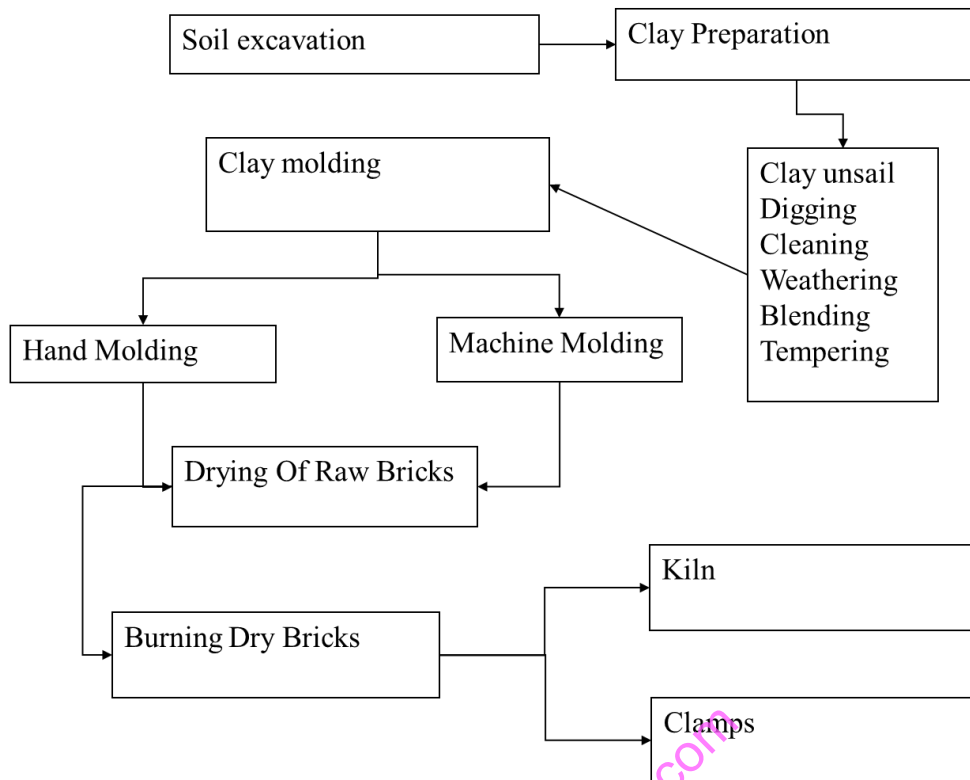 Soil excavation
Clay Preparation
Clay molding
Clay unsail
Digging
Cleaning
Weathering
Blending
Tempering
Hand Molding
Machine Molding
Drying Of Raw Bricks
Kiln
Burning Dry Bricks
Clamps
com